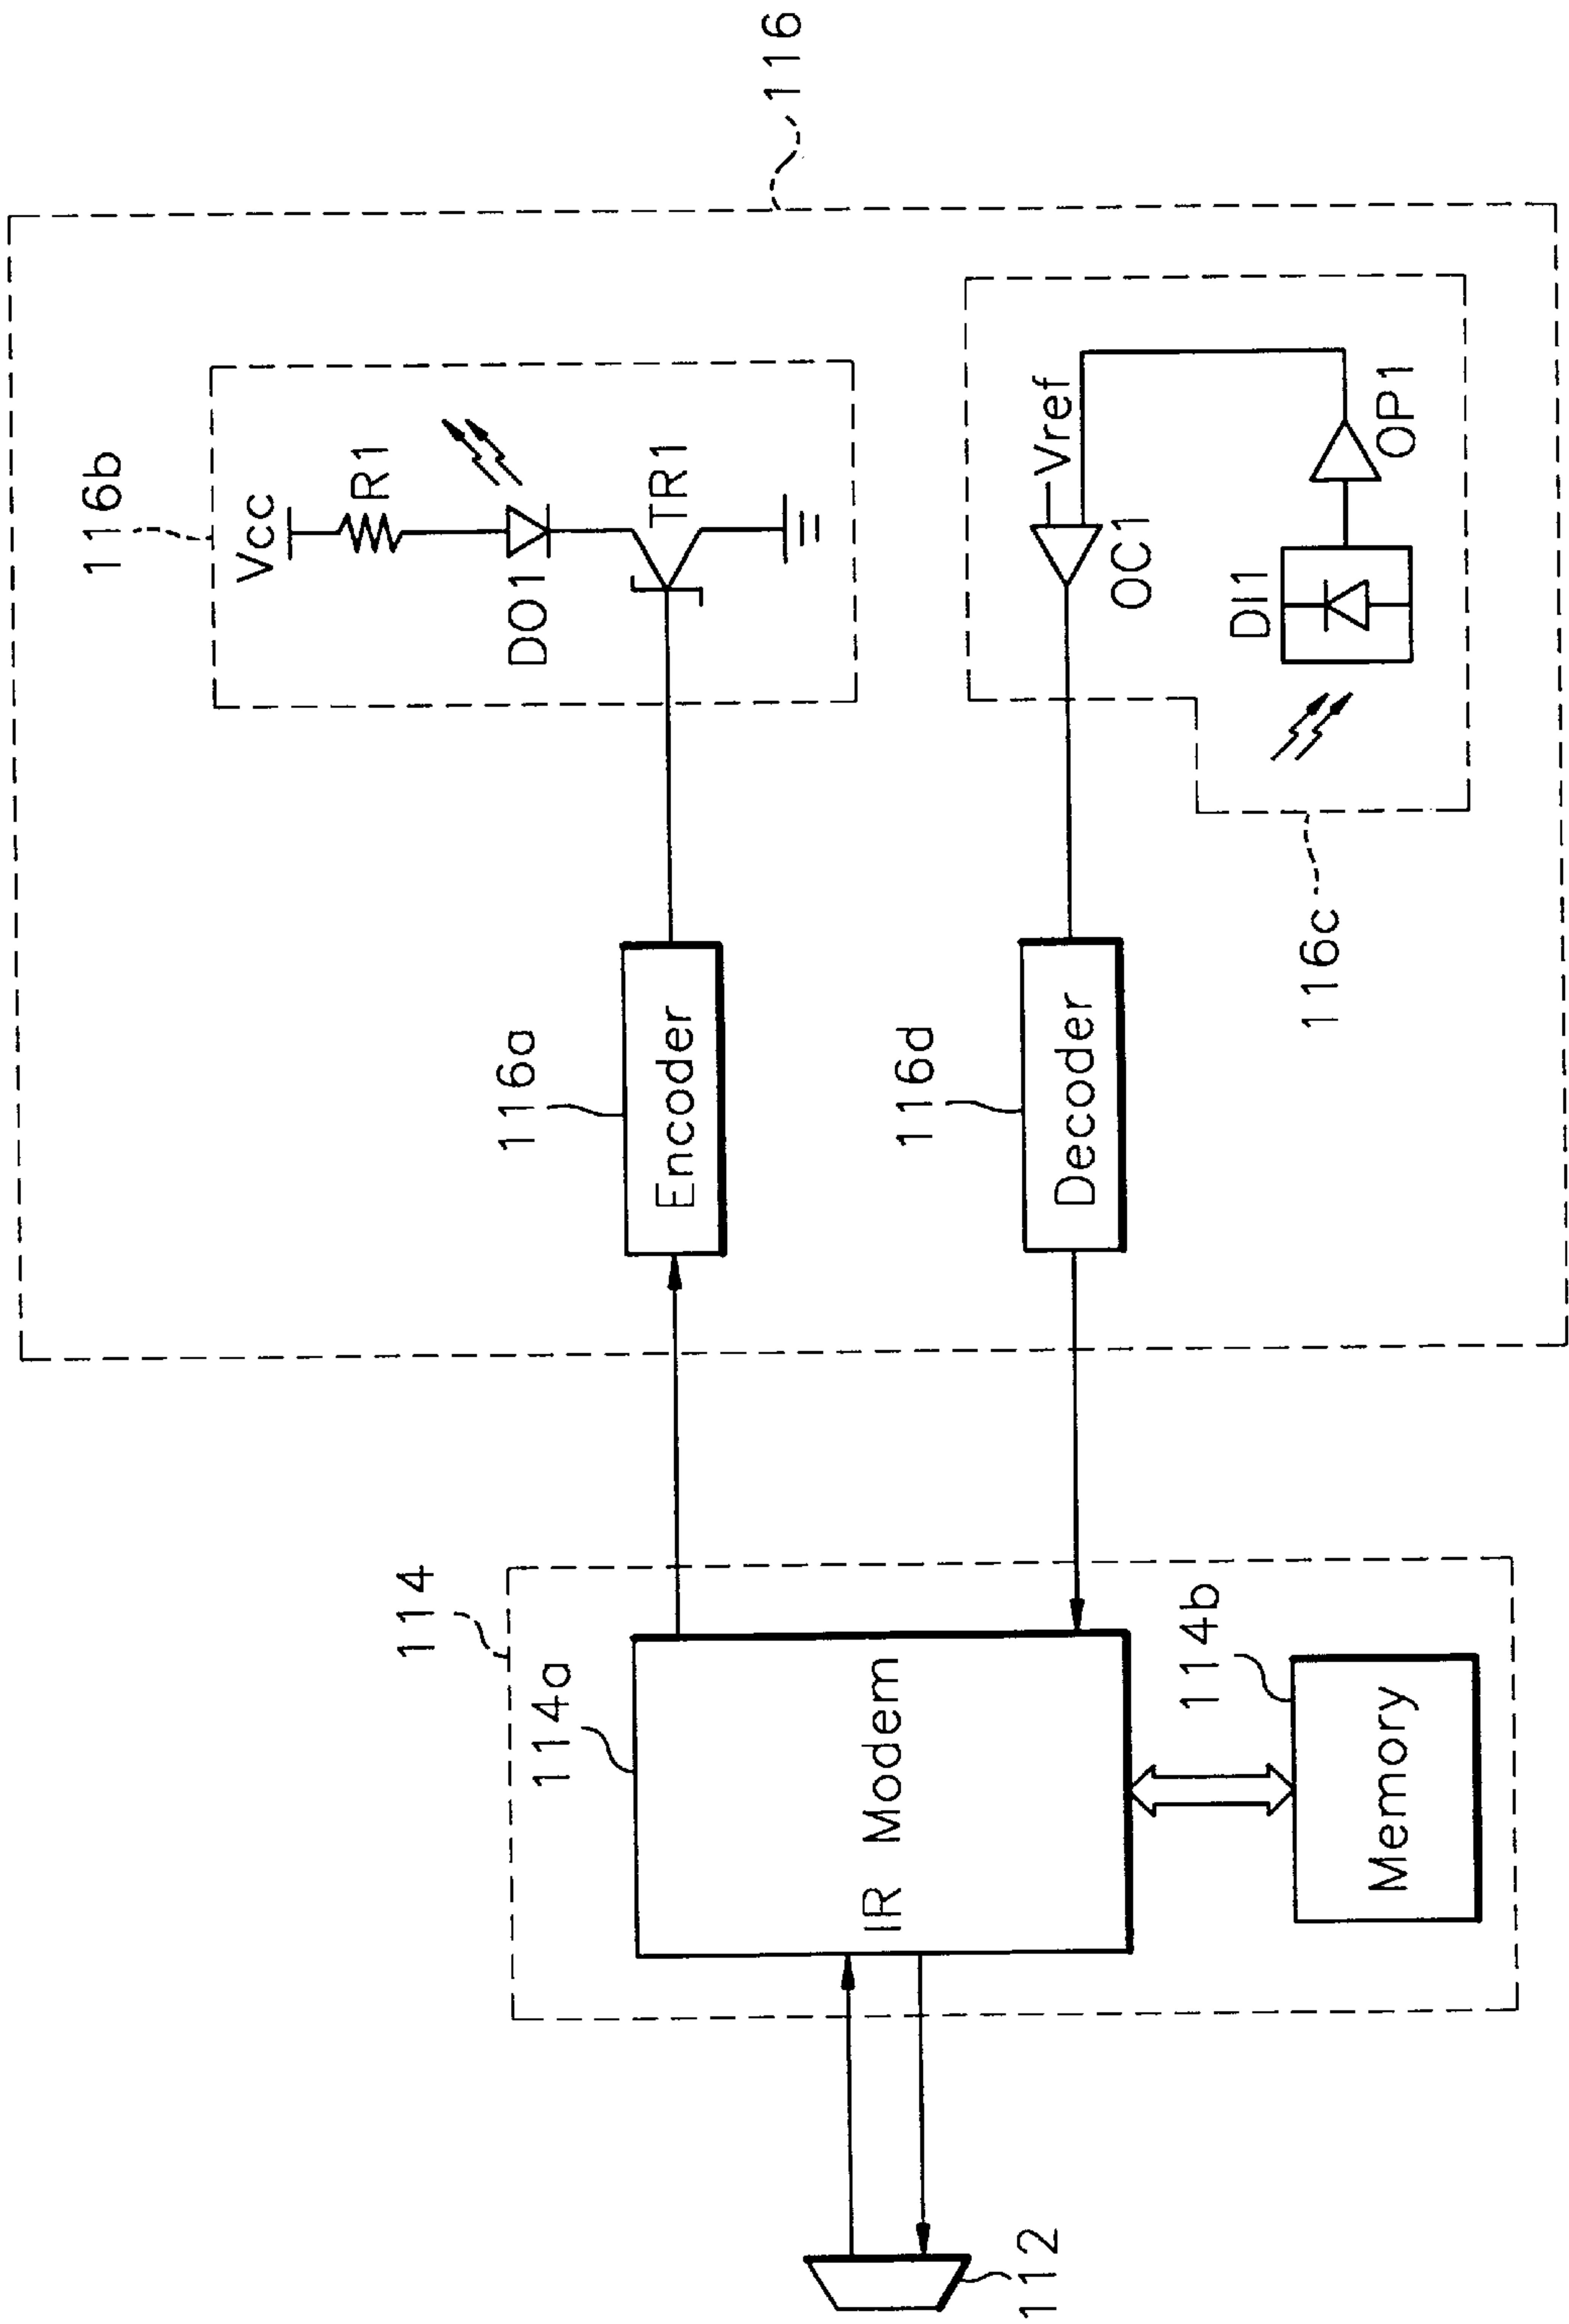 116
116b
Vcc
R1
DO1
TR1
Vref
OC1
DI1
OP1
116c
116a
Encoder
116d
Decoder
114
114a
IR Modem
114b
Memory
112